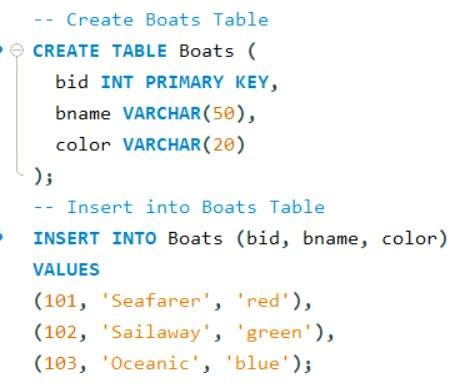 -- Create Boats Table
CREATE TABLE Boats (
bid INT PRIMARY KEY,
bname VARCHAR(50),
color VARCHAR(20)
);
-- Insert into Boats Table
INSERT INTO Boats (bid, bname, color)
VALUES
(101, 'Seafarer', 'red'),
(102, 'Sailaway', 'green'),
(103, 'Oceanic', 'blue');